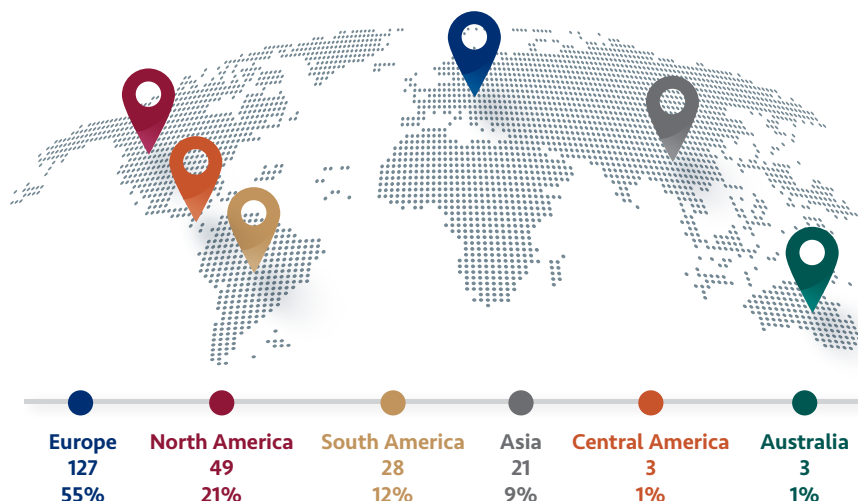 Europe North America South America Asia Central America Australia
127 49 28 21 3 3
55% 21% 12% 9% 1% 1%